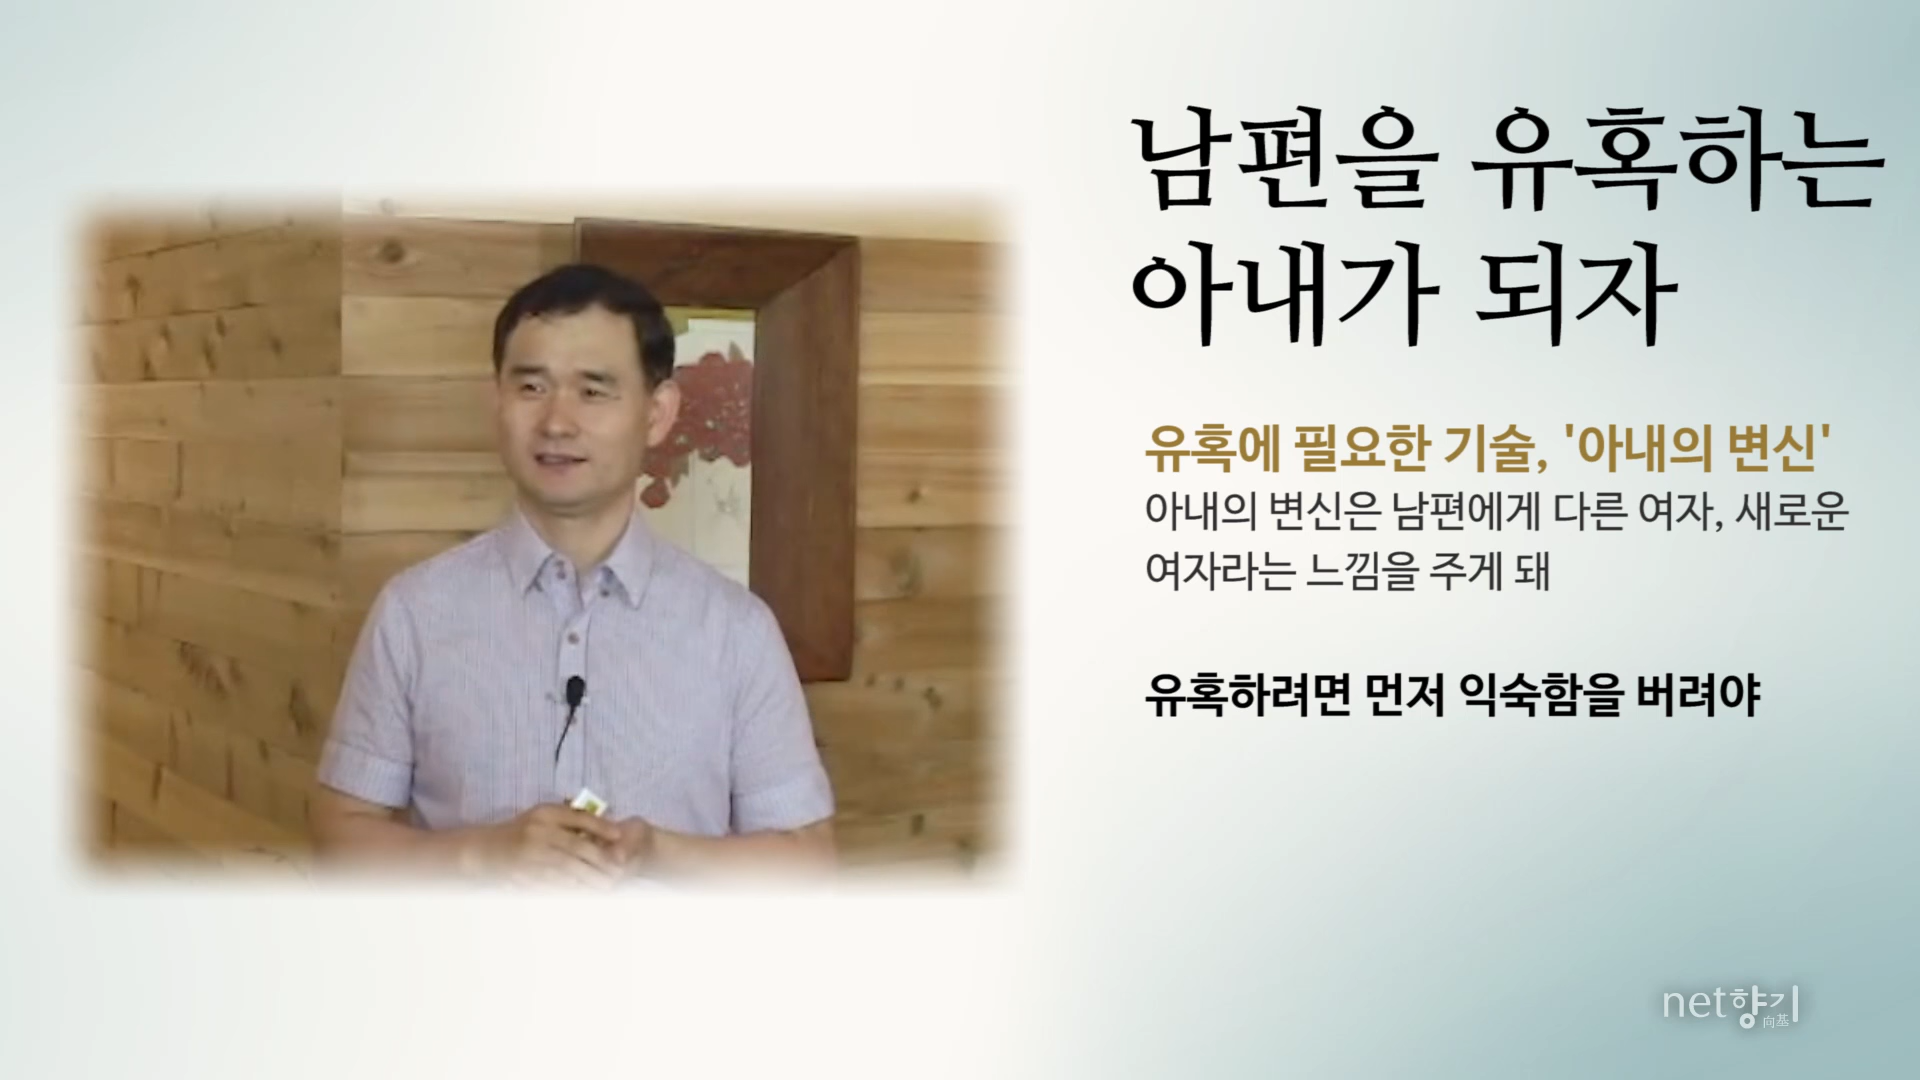 남편을 유혹하는
아내가 되자
유혹에 필요한 기술, '아내의 변신'
아내의 변신은 남편에게 다른 여자, 새로운
여자라는 느낌을 주게 돼
유혹하려면 먼저 익숙함을 버려야
net향기
向基